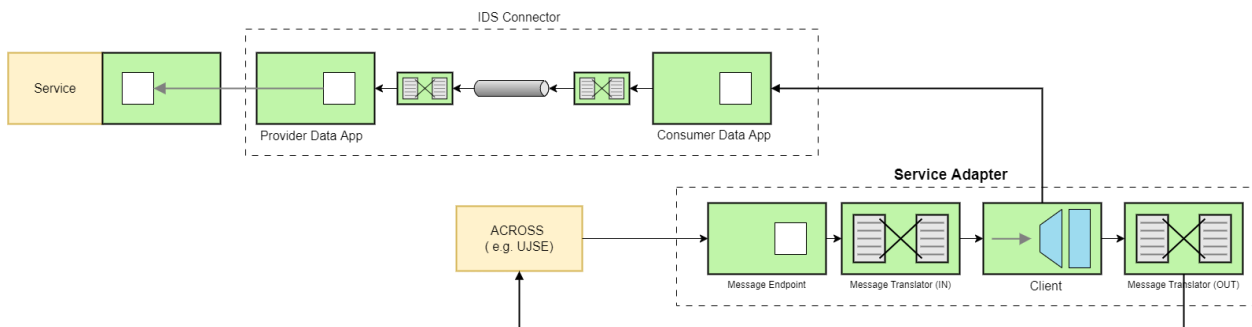 IDS Connector
Service
Provider Data App
Consumer Data App
Service Adapter
ACROSS
( e.g. UJSE)
Message Endpoint
Message Translator (IN)
Client
Message Translator (OUT)